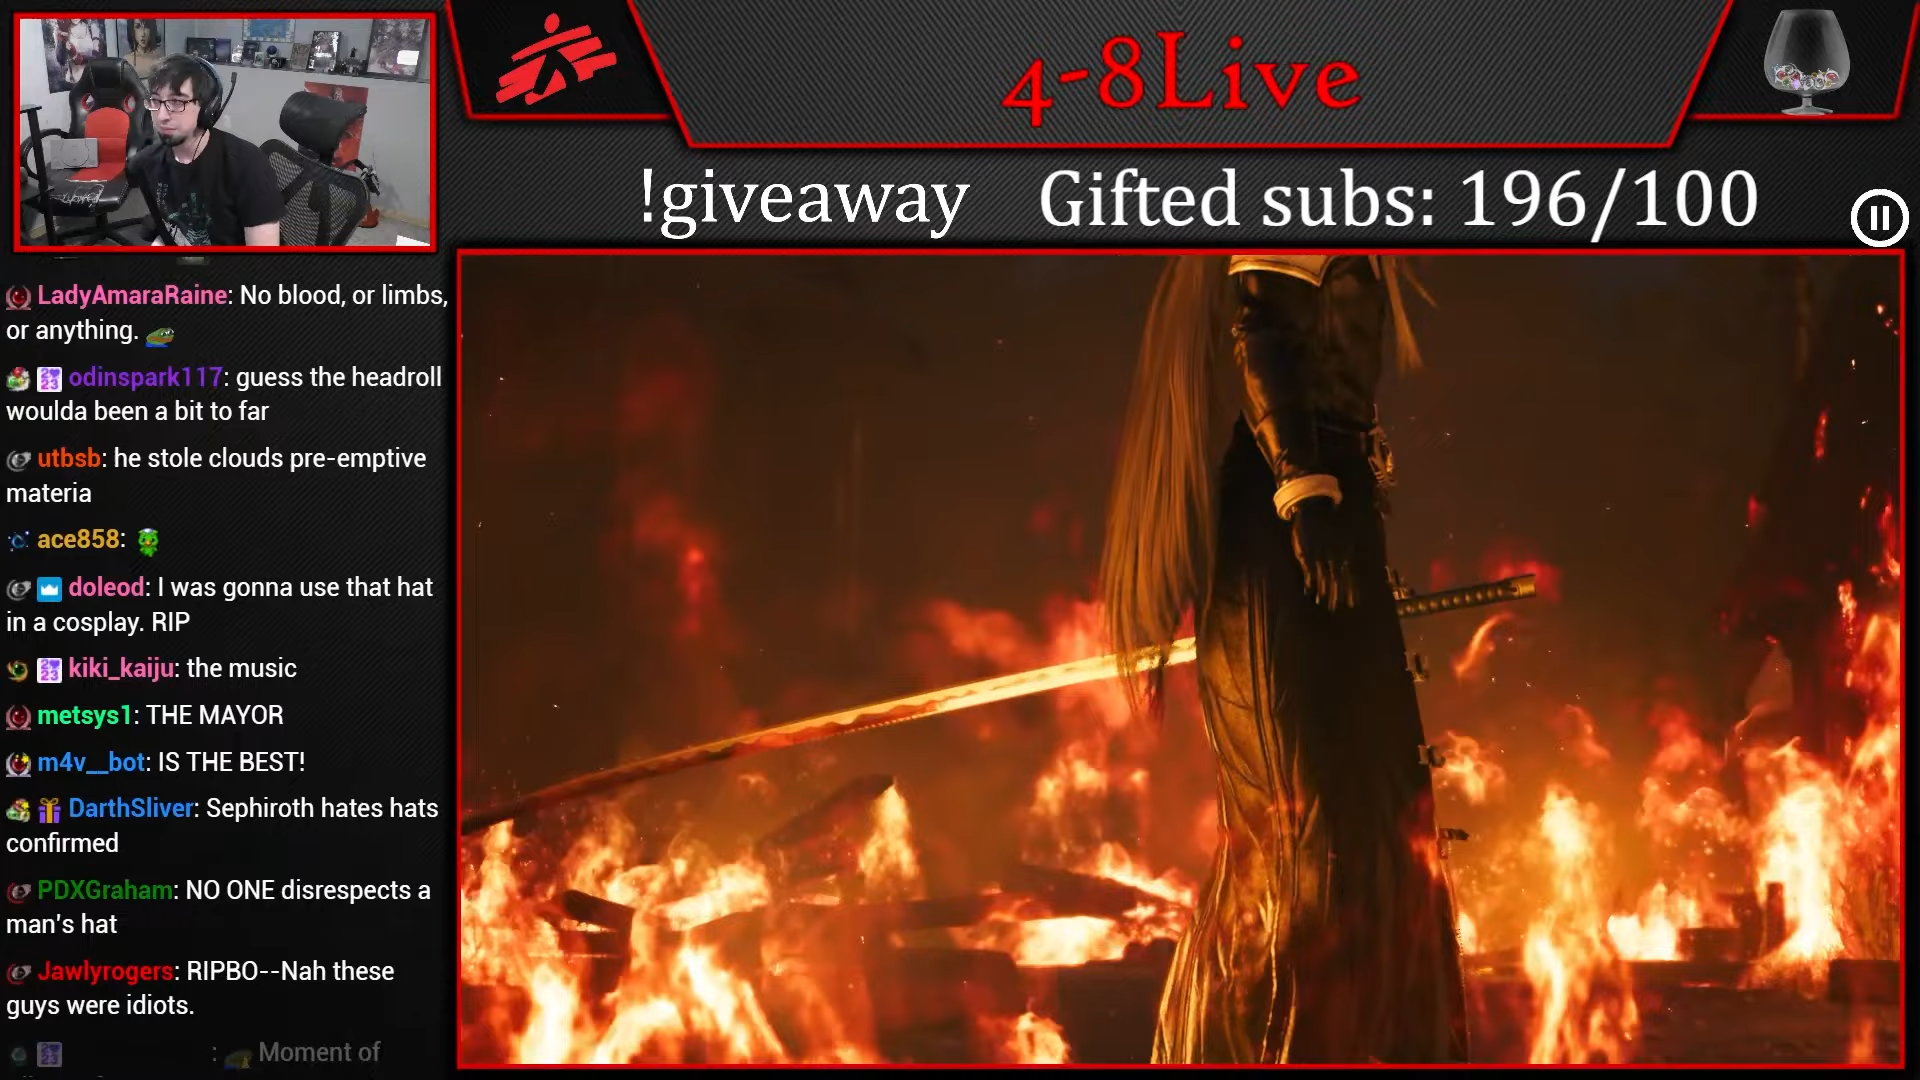 4-8Live
!giveaway Gifted subs: 196/100
LadyAmaraRaine: No blood, or limbs,
or anything.
odinspark117: guess the headroll
woulda been a bit to far
utbsb: he stole clouds pre-emptive
materia
ace858:
doleod: I was gonna use that hat
in a cosplay. RIP
kiki_kaiju: the music
metsys1: THE MAYOR
m4v__bot: IS THE BEST!
DarthSliver: Sephiroth hates hats
confirmed
PDXGraham: NO ONE disrespects a
man's hat
Jawlyrogers: RIPBO--Nah these
guys were idiots.
: Moment of